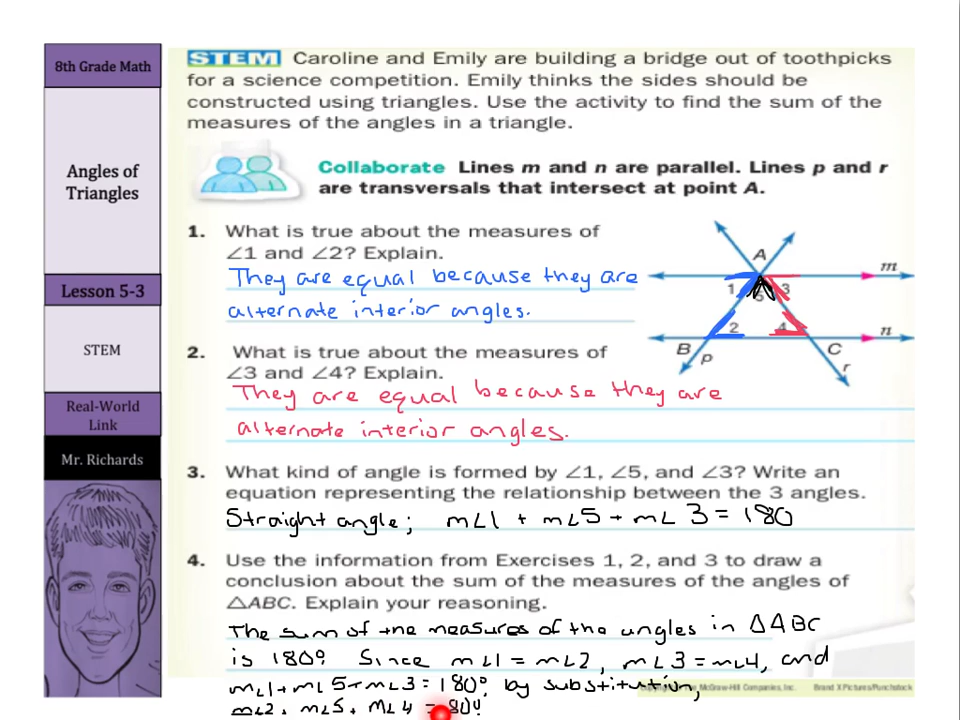 8th Grade Math
Angles of
Triangles
Lesson 5-3
STEM
Real-World
Link
Mr. Richards
STEM Caroline and Emily are building a bridge out of toothpicks
for a science competition. Emily thinks the sides should be
constructed using triangles. Use the activity to find the sum of the
measures of the angles in a triangle.
Collaborate Lines m and n are parallel. Lines p and r
are transversals that intersect at point A.
1. What is true about the measures of
∠1 and ∠2? Explain.
They are equal because they are
alternate interior angles.
A
m
1 5 3
2 4
n
B
C
p
r
2. What is true about the measures of
∠3 and ∠4? Explain.
They are equal because they are
alternate interior angles.
3. What kind of angle is formed by ∠1, ∠5, and ∠3? Write an
equation representing the relationship between the 3 angles.
Straight angle; m∠1 + m∠5 + m∠3 = 180
4. Use the information from Exercises 1, 2, and 3 to draw a
conclusion about the sum of the measures of the angles of
△ABC. Explain your reasoning.
The sum of the measures of the angles in △ABC
is 180°. Since m∠1 = m∠2, m∠3 = m∠4, and
m∠1 + m∠5 + m∠3 = 180°, by substitution,
m∠2 + m∠5 + m∠4 =
McGraw-Hill Companies, Inc. Brand X Pictures/Punchstock